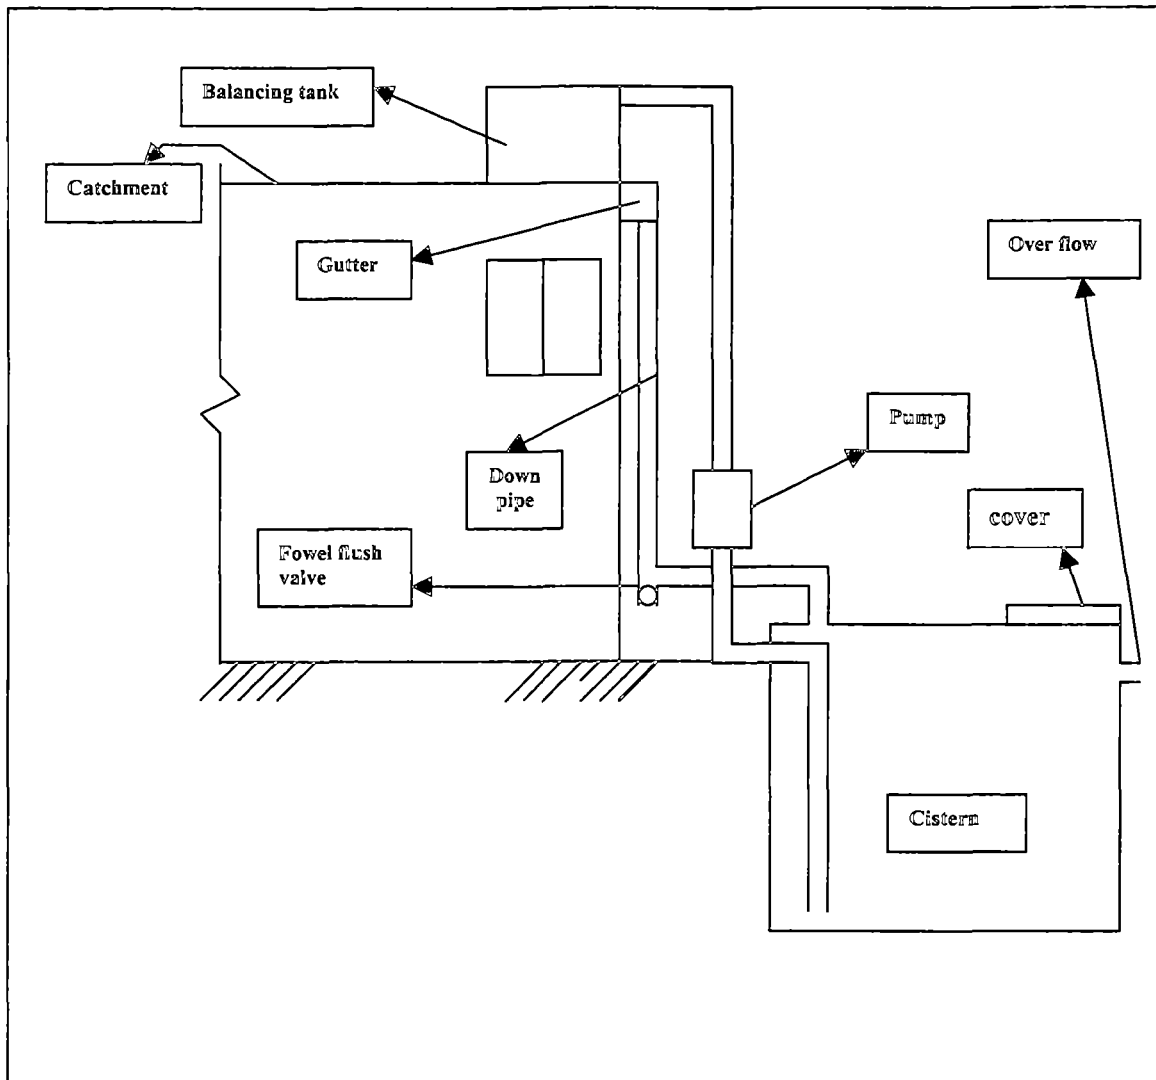 Balancing tank
Catchment
Gutter
Over flow
Pump
Down
pipe
cover
Fowel flush
valve
Cistern